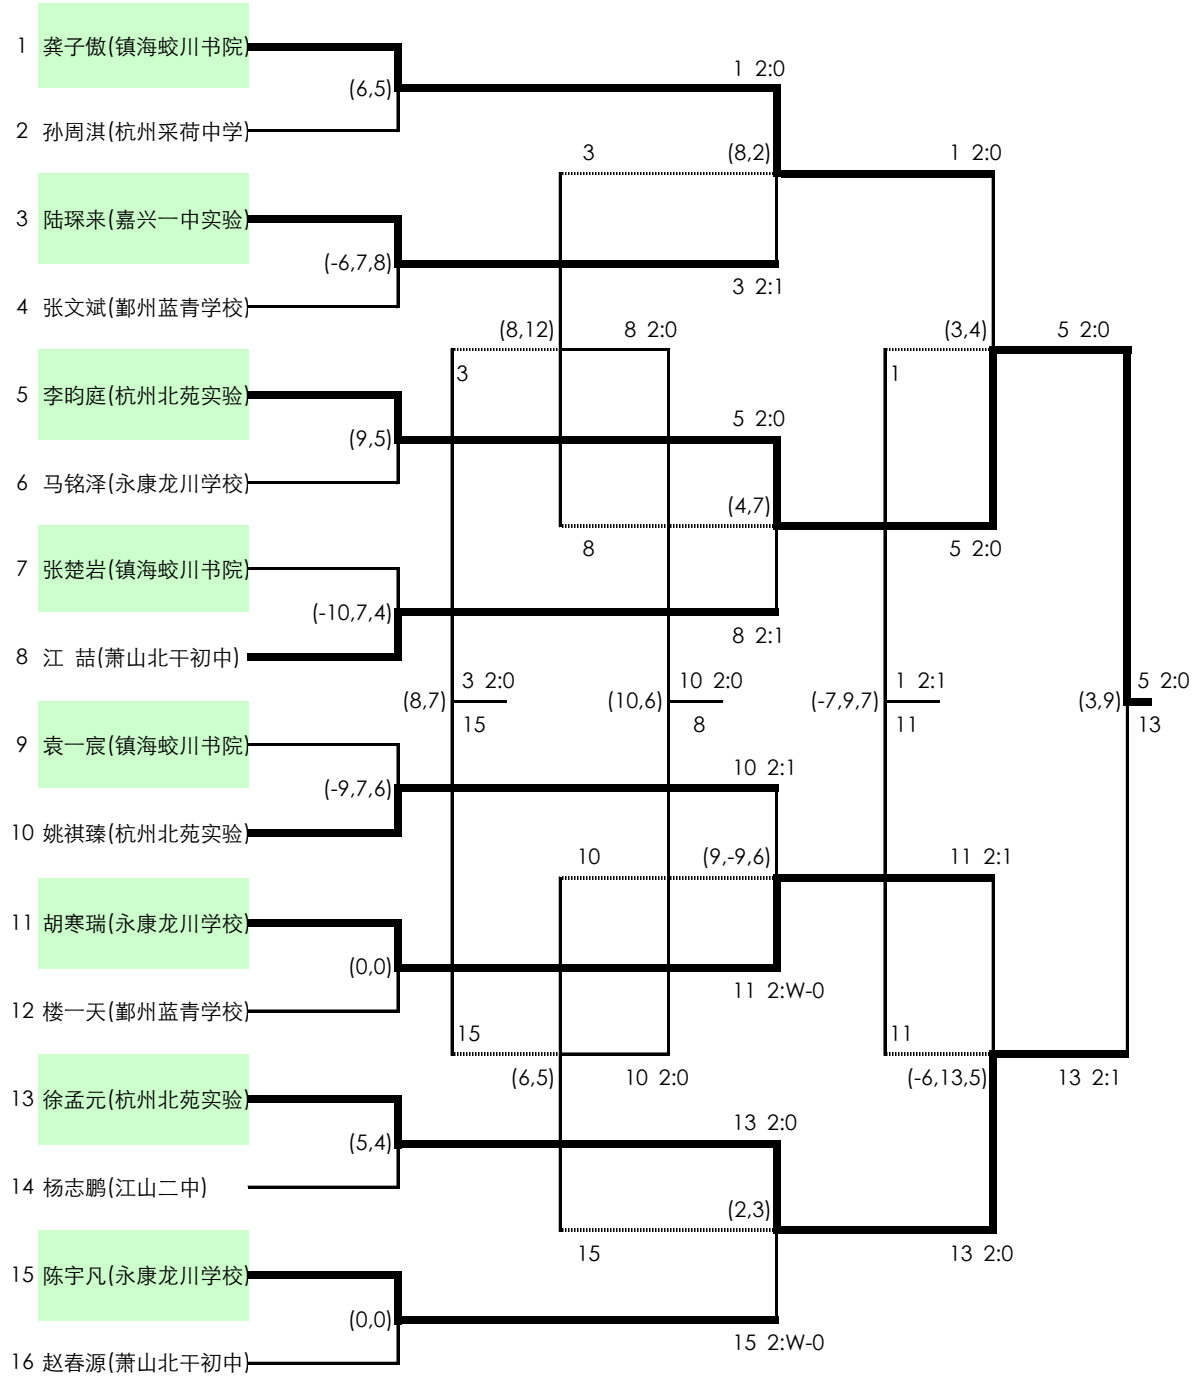 1 龚子傲(镇海蛟川书院)
1 2:0
(6,5)
2 孙周淇(杭州采荷中学)
3
(8,2)
1 2:0
3 陆琛来(嘉兴一中实验)
(-6,7,8)
3 2:1
4 张文斌(鄞州蓝青学校)
(8,12)
8 2:0
(3,4)
5 2:0
3
1
5 李昀庭(杭州北苑实验)
5 2:0
(9,5)
6 马铭泽(永康龙川学校)
(4,7)
8
5 2:0
7 张楚岩(镇海蛟川书院)
(-10,7,4)
8 2:1
8 江 喆(萧山北干初中)
3 2:0
10 2:0
1 2:1
5 2:0
(8,7)
(10,6)
(-7,9,7)
(3,9)
15
8
11
13
9 袁一宸(镇海蛟川书院)
10 2:1
(-9,7,6)
10 姚祺臻(杭州北苑实验)
10
(9,-9,6)
11 2:1
11 胡寒瑞(永康龙川学校)
(0,0)
11 2:W-0
12 楼一天(鄞州蓝青学校)
15
11
(6,5)
10 2:0
(-6,13,5)
13 2:1
13 徐孟元(杭州北苑实验)
13 2:0
(5,4)
14 杨志鹏(江山二中)
(2,3)
15
13 2:0
15 陈宇凡(永康龙川学校)
(0,0)
15 2:W-0
16 赵春源(萧山北干初中)